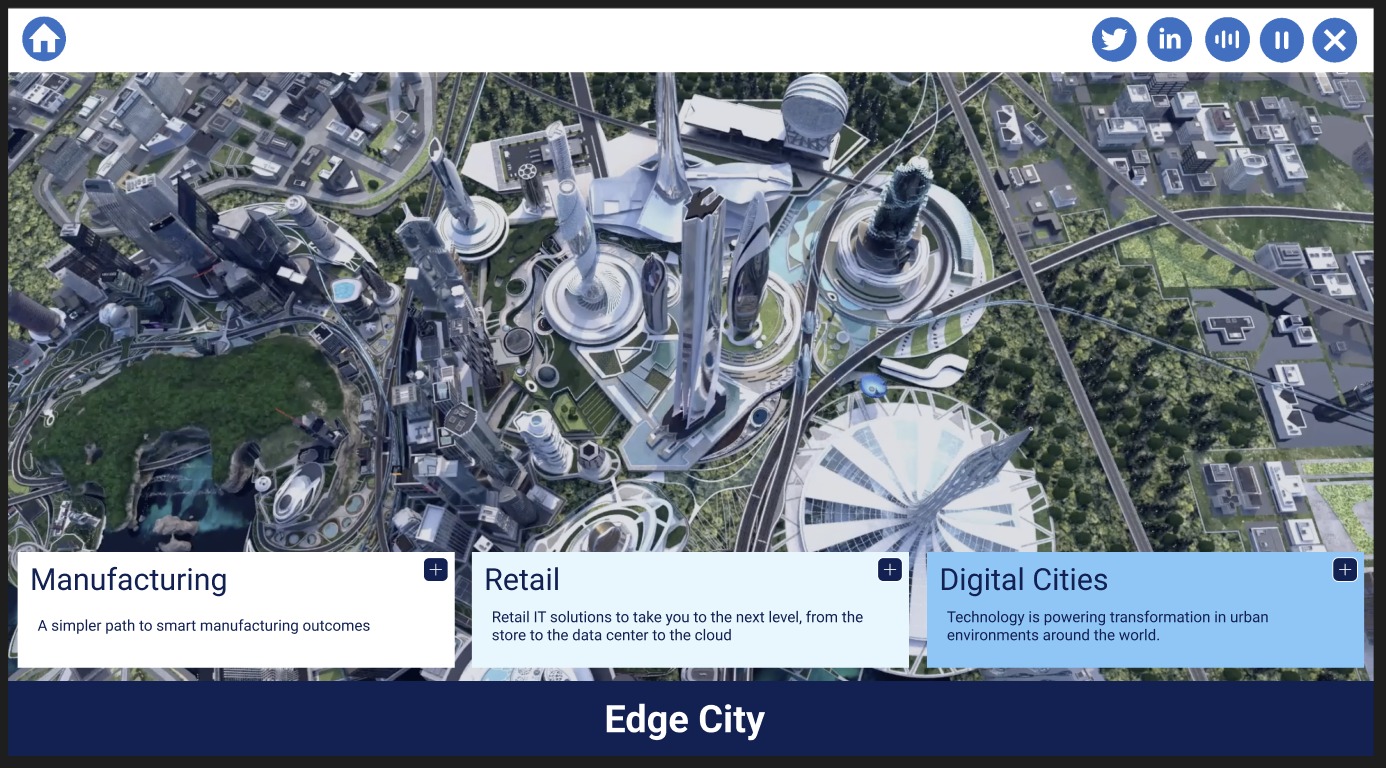 in
Manufacturing
A simpler path to smart manufacturing outcomes
Retail
Retail IT solutions to take you to the next level, from the
store to the data center to the cloud
Digital Cities
Technology is powering transformation in urban
environments around the world.
Edge City